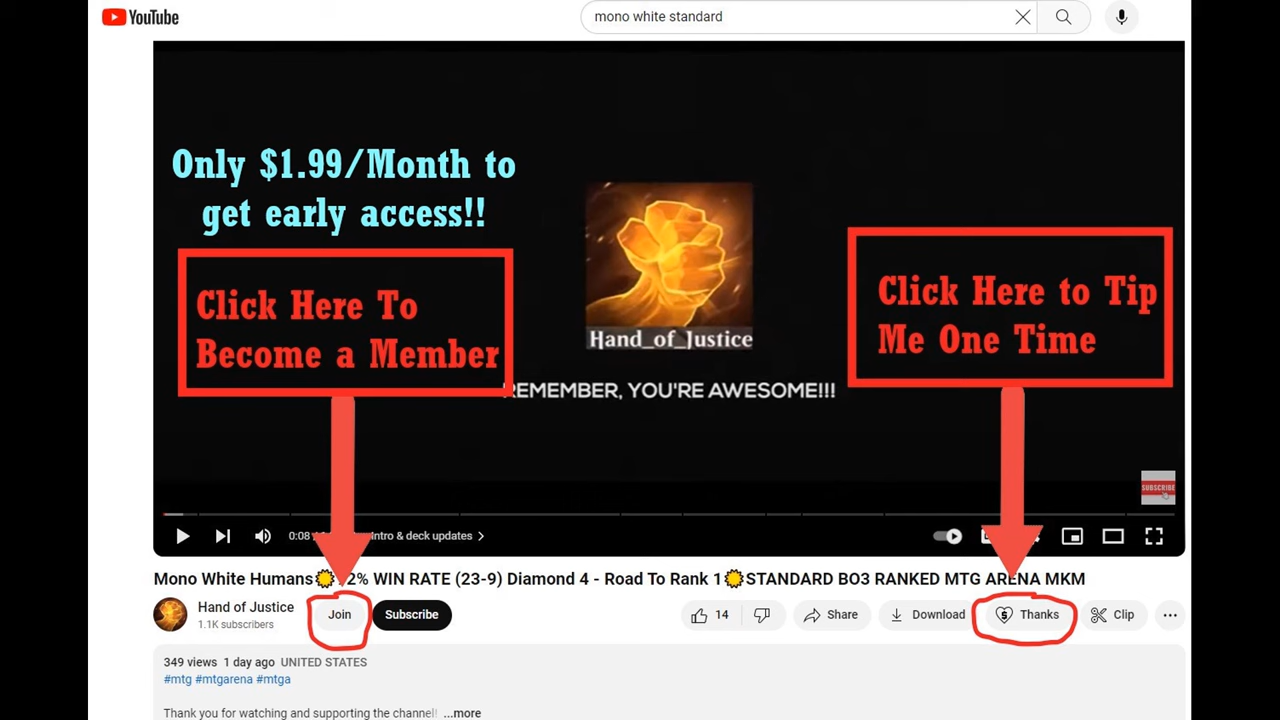 YouTube
mono white standard
Only $1.99/Month to
get early access!!
Click Here To
Become a Member
Click Here to Tip
Me One Time
Hand_of_Justice
REMEMBER, YOU'RE AWESOME!!!
SUBSCRIBE
0:08
Intro & deck updates
Mono White Humans 2% WIN RATE (23-9) Diamond 4 - Road To Rank 1 STANDARD BO3 RANKED MTG ARENA MKM
Hand of Justice
1.1K subscribers
Join
Subscribe
14
Share
Download
Thanks
Clip
349 views 1 day ago UNITED STATES
#mtg #mtgarena #mtga
Thank you for watching and supporting the channel! ...more